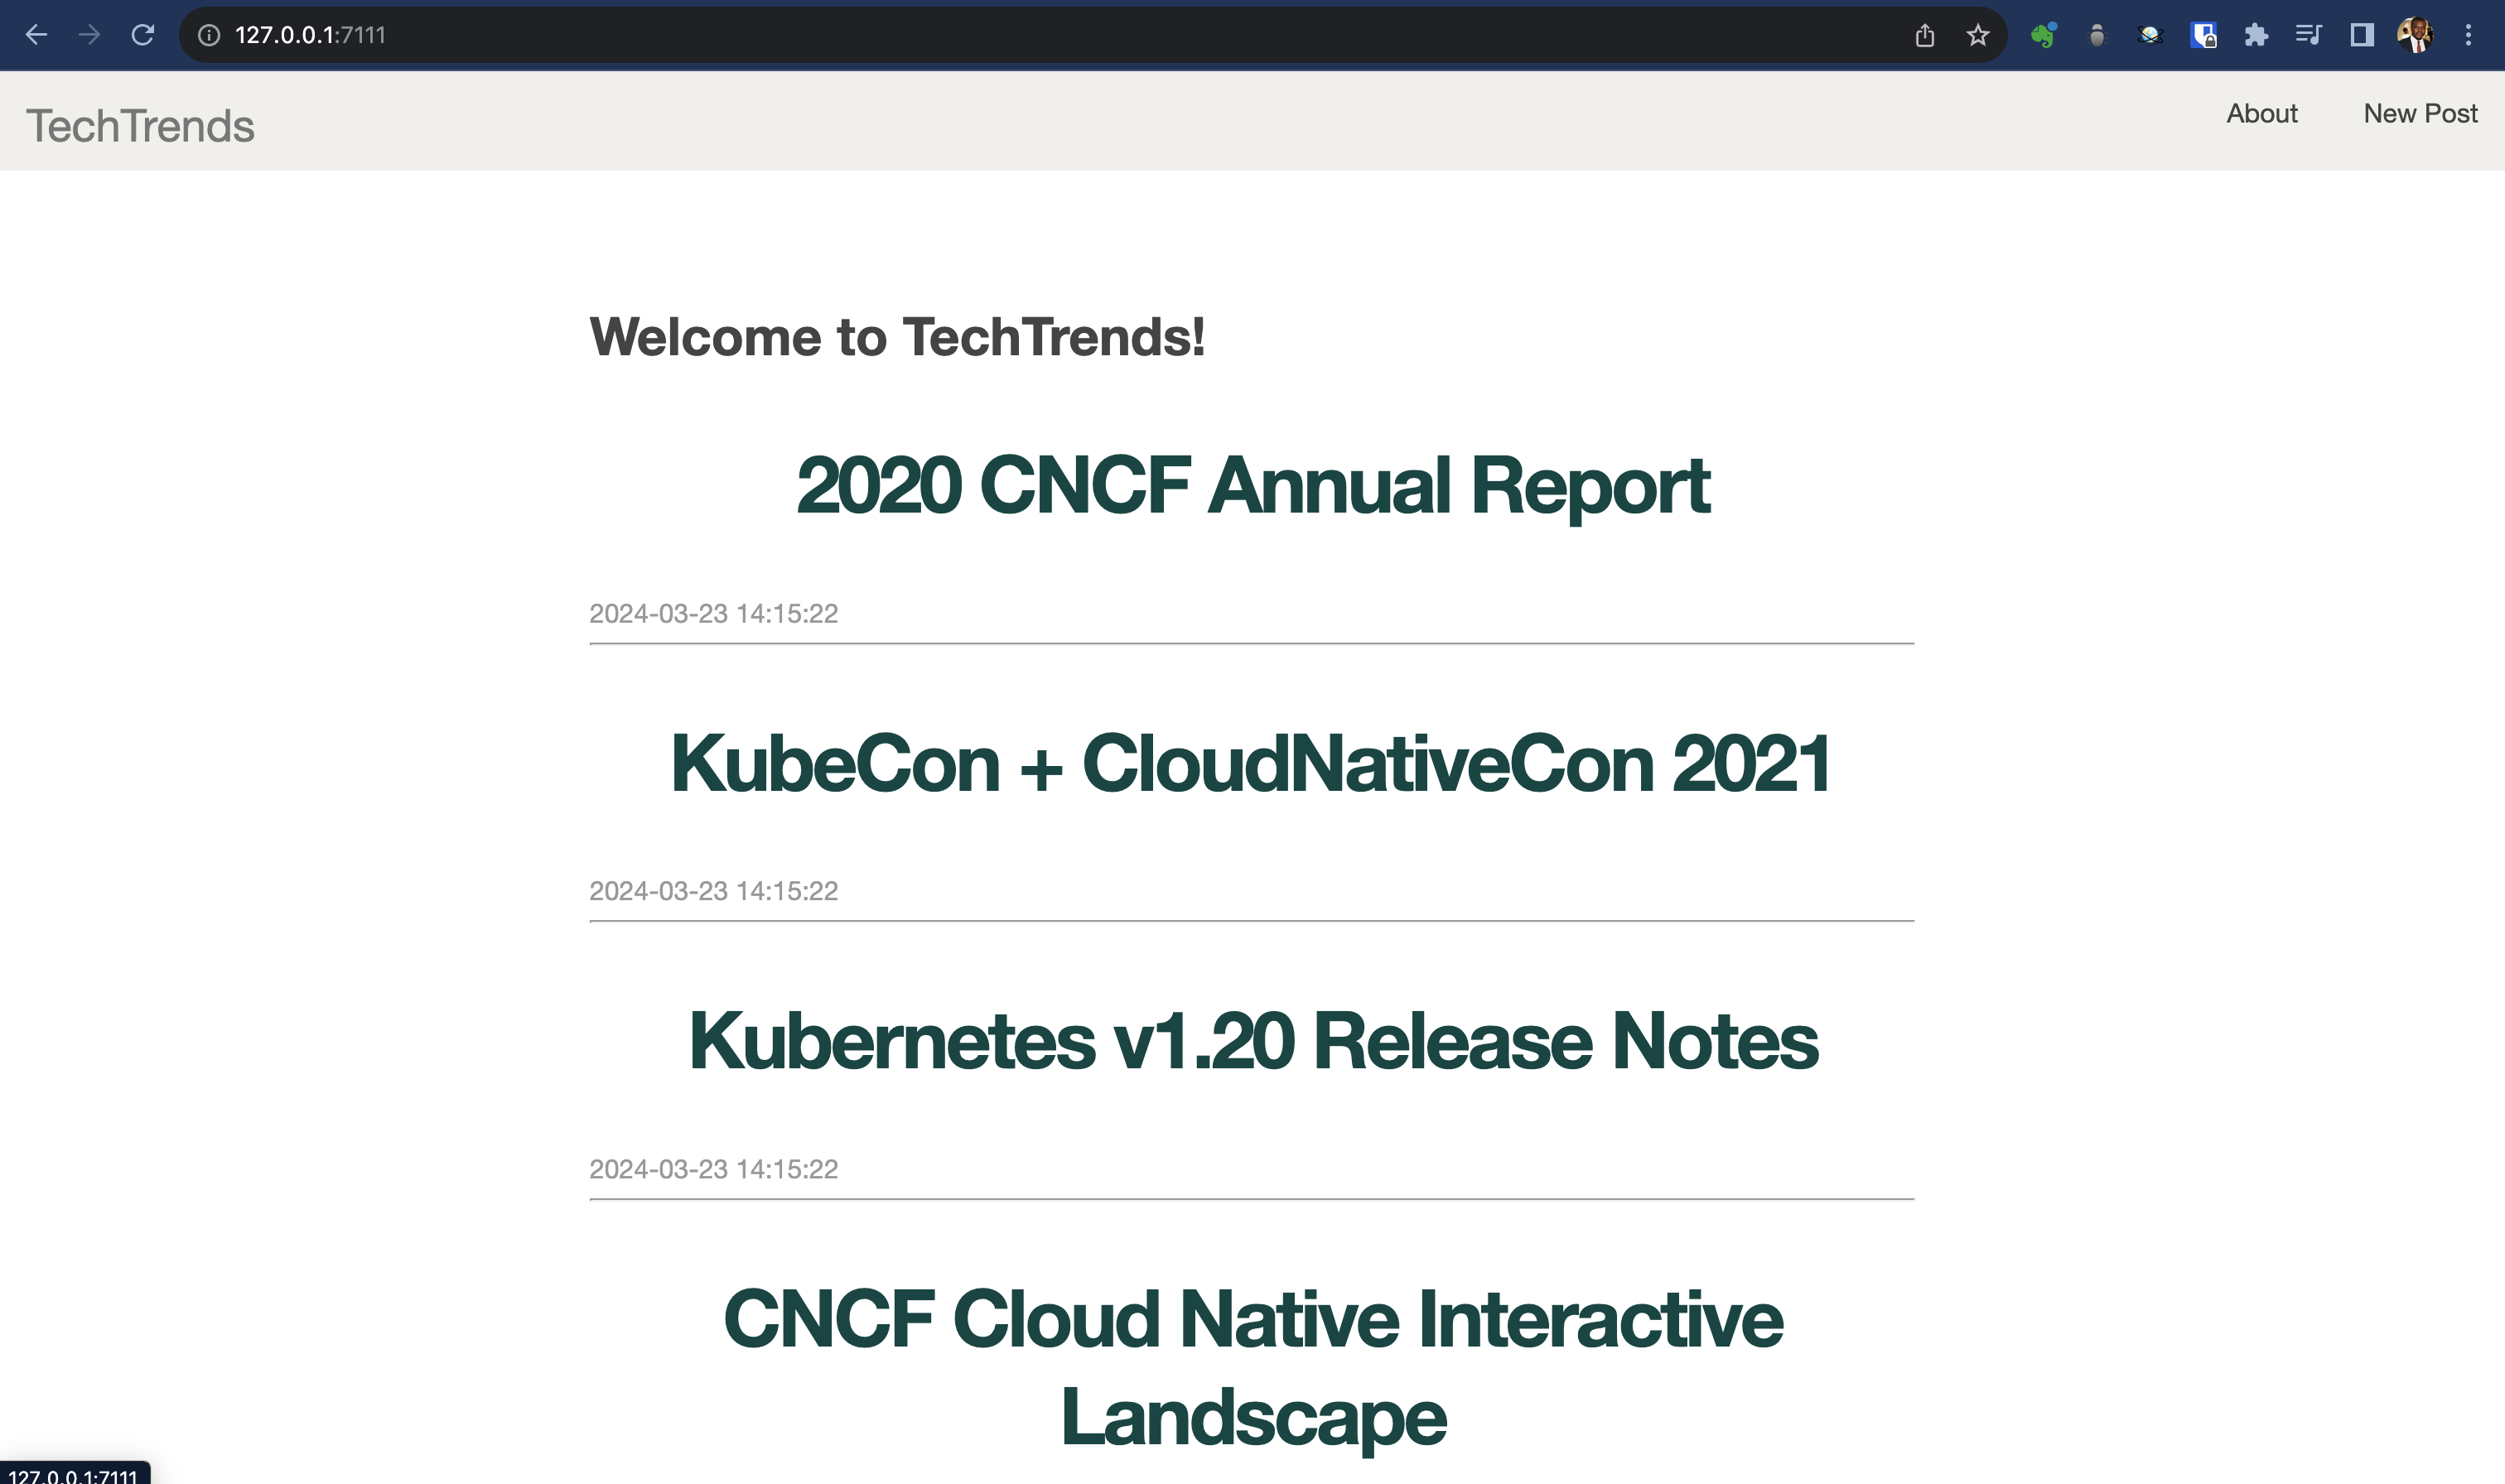 127.0.0.1:7111
TechTrends
About
New Post
Welcome to TechTrends!
2020 CNCF Annual Report
2024-03-23 14:15:22
KubeCon + CloudNativeCon 2021
2024-03-23 14:15:22
Kubernetes v1.20 Release Notes
2024-03-23 14:15:22
CNCF Cloud Native Interactive
Landscape
127.0.0.1:7111